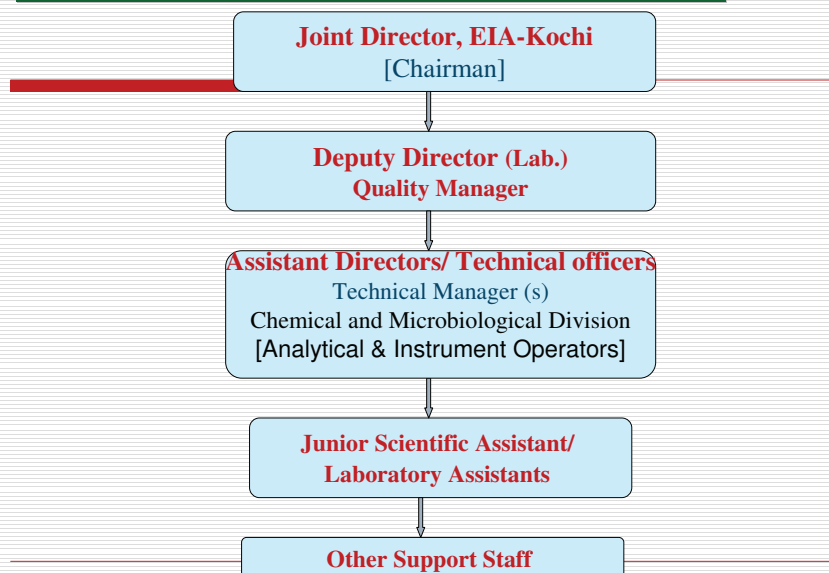 Joint Director, EIA-Kochi
[Chairman]
Deputy Director (Lab.)
Quality Manager
Assistant Directors/ Technical officers
Technical Manager (s)
Chemical and Microbiological Division
[Analytical & Instrument Operators]
Junior Scientific Assistant/
Laboratory Assistants
Other Support Staff